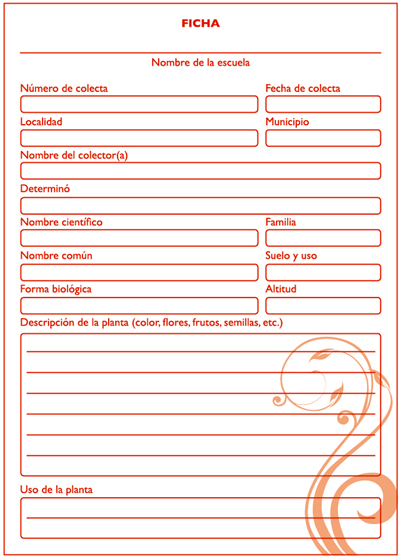 FICHA
Nombre de la escuela
Número de colecta Fecha de colecta
Localidad Municipio
Nombre del colector(a)
Determinó
Nombre científico Familia
Nombre común Suelo y uso
Forma biológica Altitud
Descripción de la planta (color, flores, frutos, semillas, etc.)
Uso de la planta